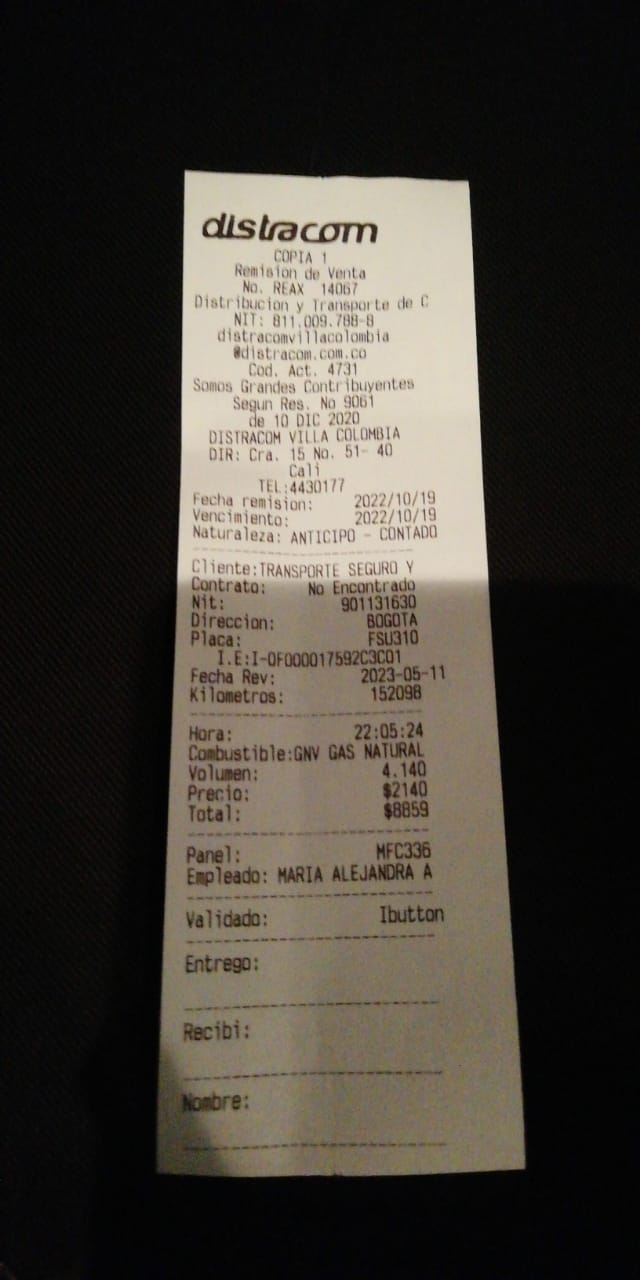 distracom
COPIA 1
Remision de Venta
No. REAX 14067
Distribucion y Transporte de C
NIT: 811.009.788-8
distracomvillacolombia
@distracom.com.co
Cod. Act. 4731
Somos Grandes Contribuyentes
Segun Res. No 9061
de 10 DIC 2020
DISTRACOM VILLA COLOMBIA
DIR: Cra. 15 No. 51- 40
Cali
TEL:4430177
Fecha remision: 2022/10/19
Vencimiento: 2022/10/19
Naturaleza: ANTICIPO - CONTADO
Cliente:TRANSPORTE SEGURO Y
Contrato: No Encontrado
Nit: 901131630
Direccion: BOGOTA
Placa: FSU310
I.E:I-0F000017592C3C01
Fecha Rev: 2023-05-11
Kilometros: 152098
Hora: 22:05:24
Combustible:GNV GAS NATURAL
Volumen: 4.140
Precio: $2140
Total: $8859
Panel: MFC336
Empleado: MARIA ALEJANDRA A
Validado: Ibutton
Entrego:
Recibi:
Nombre: